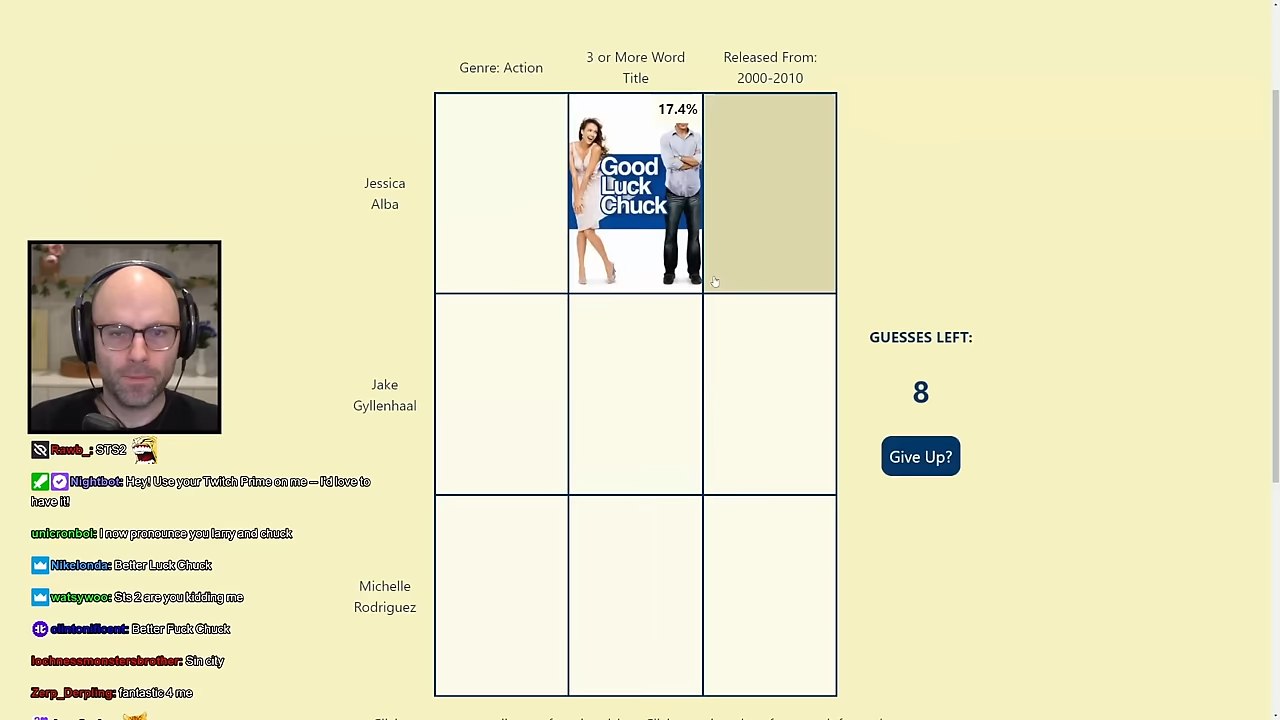 Genre: Action
3 or More Word
Title
Released From:
2000-2010
17.4%
Good
Luck
Chuck
Jessica
Alba
Jake
Gyllenhaal
Michelle
Rodriguez
GUESSES LEFT:
8
Give Up?
Rawb_: STS2
Nightbot: Hey! Use your Twitch Prime on me – I'd love to
have it!
unicronboi: I now pronounce you larry and chuck
Nikelonda: Better Luck Chuck
watsywoo: Sts 2 are you kidding me
clintonificent: Better Fuck Chuck
lochnessmonstersbrother: Sin city
Zerp_Derpling: fantastic 4 me